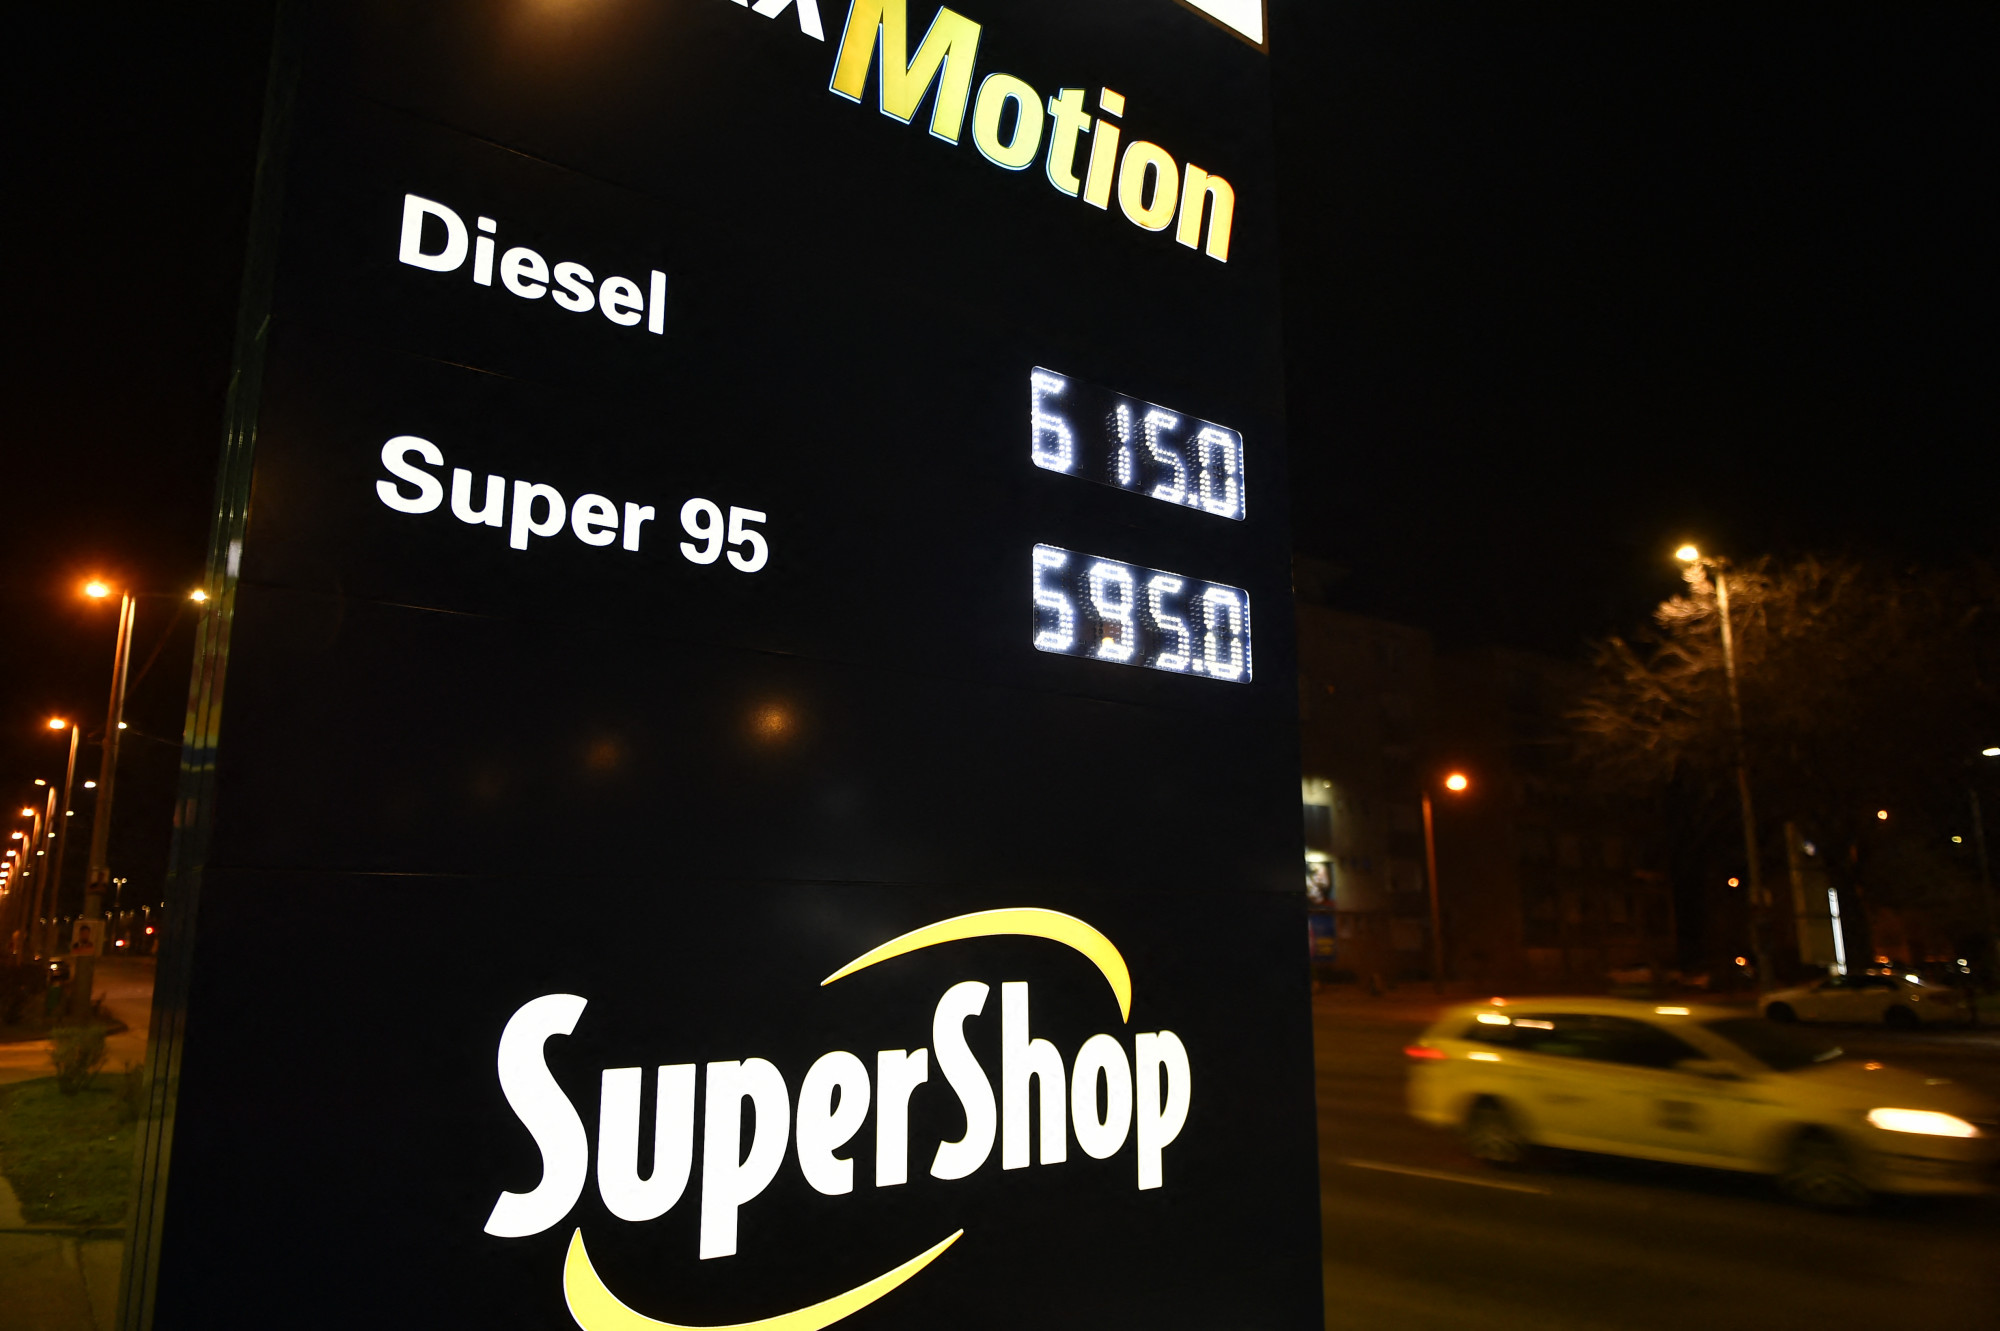 Motion
Diesel
615.0
Super 95
595.0
SuperShop